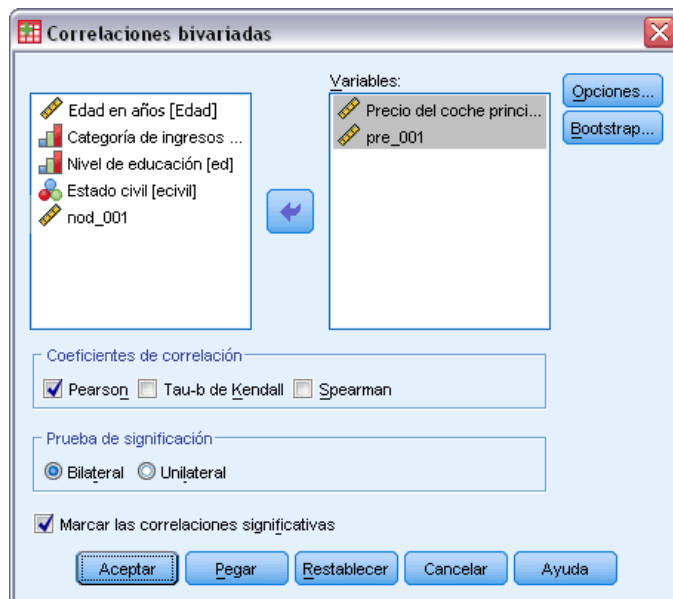 Correlaciones bivariadas
Variables:
Edad en años [Edad]
Categoría de ingresos ...
Nivel de educación [ed]
Estado civil [ecivil]
nod_001
Precio del coche princi...
pre_001
Opciones...
Bootstrap...
Coeficientes de correlación
Pearson Tau-b de Kendall Spearman
Prueba de significación
Bilateral Unilateral
Marcar las correlaciones significativas
Aceptar Pegar Restablecer Cancelar Ayuda